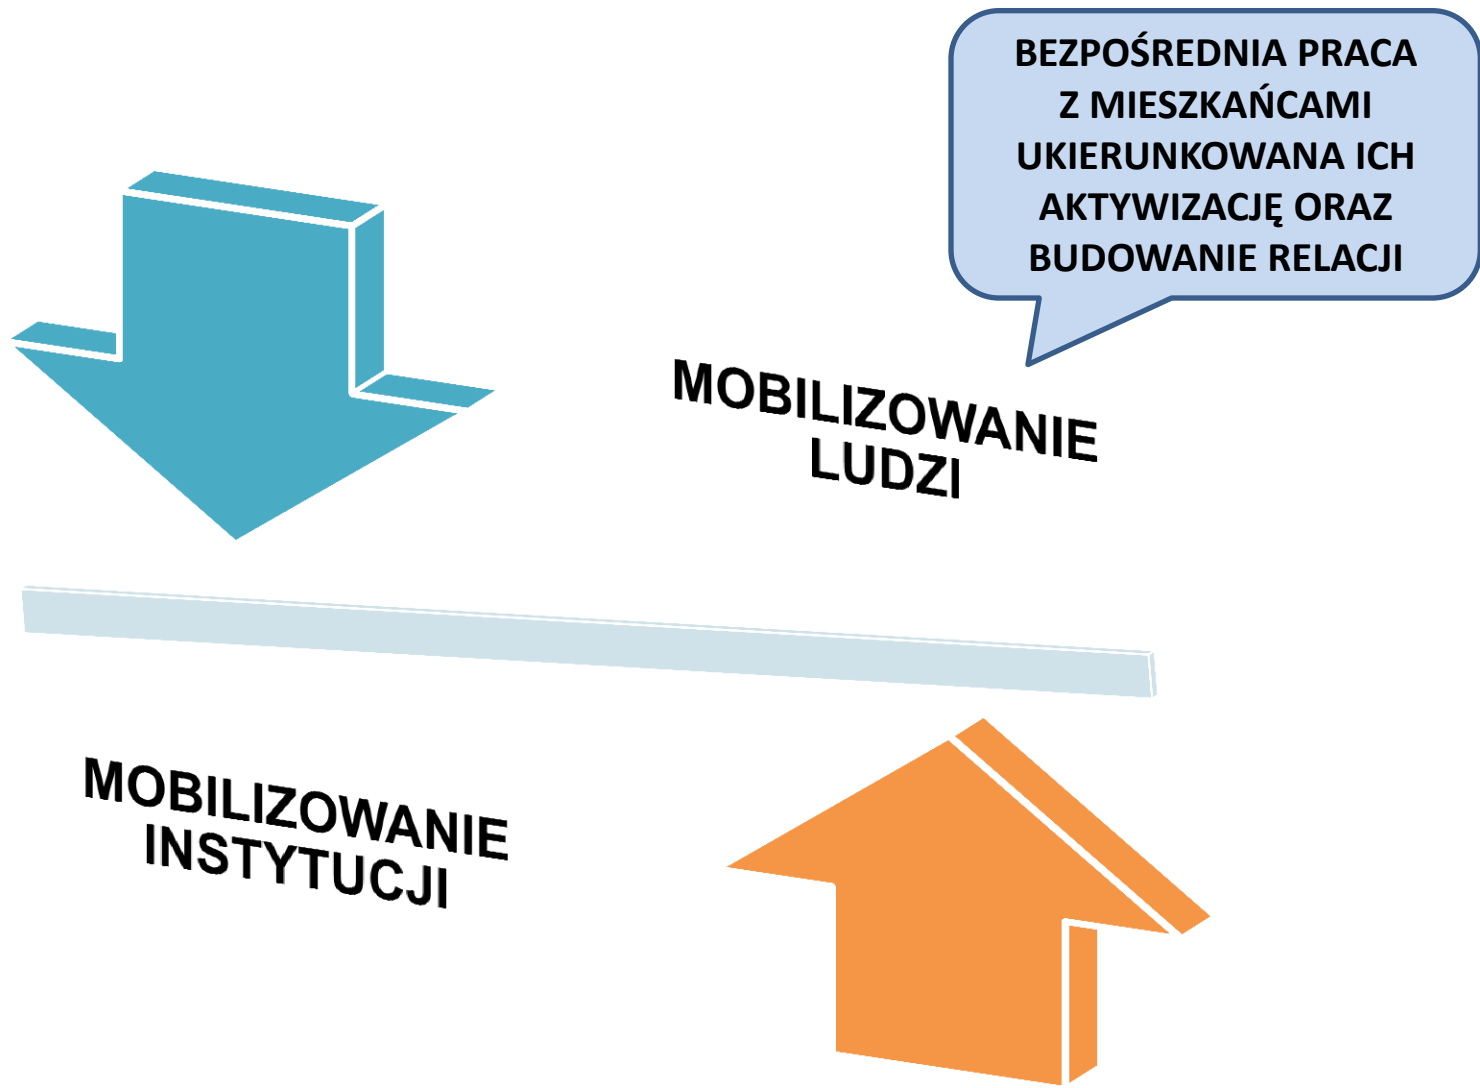 BEZPOŚREDNIA PRACA
Z MIESZKAŃCAMI
UKIERUNKOWANA ICH
AKTYWIZACJĘ ORAZ
BUDOWANIE RELACJI
MOBILIZOWANIE
LUDZI
MOBILIZOWANIE
INSTYTUCJI